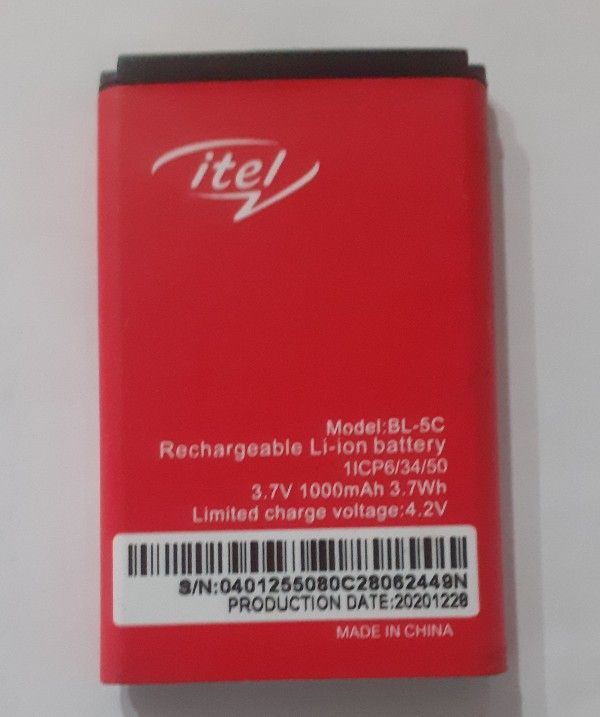 itel
Model:BL-5C
Rechargeable Li-ion battery
1ICP6/34/50
3.7V 1000mAh 3.7Wh
Limited charge voltage:4.2V
S/N:0401255080C28062449N
PRODUCTION DATE:20201228
MADE IN CHINA